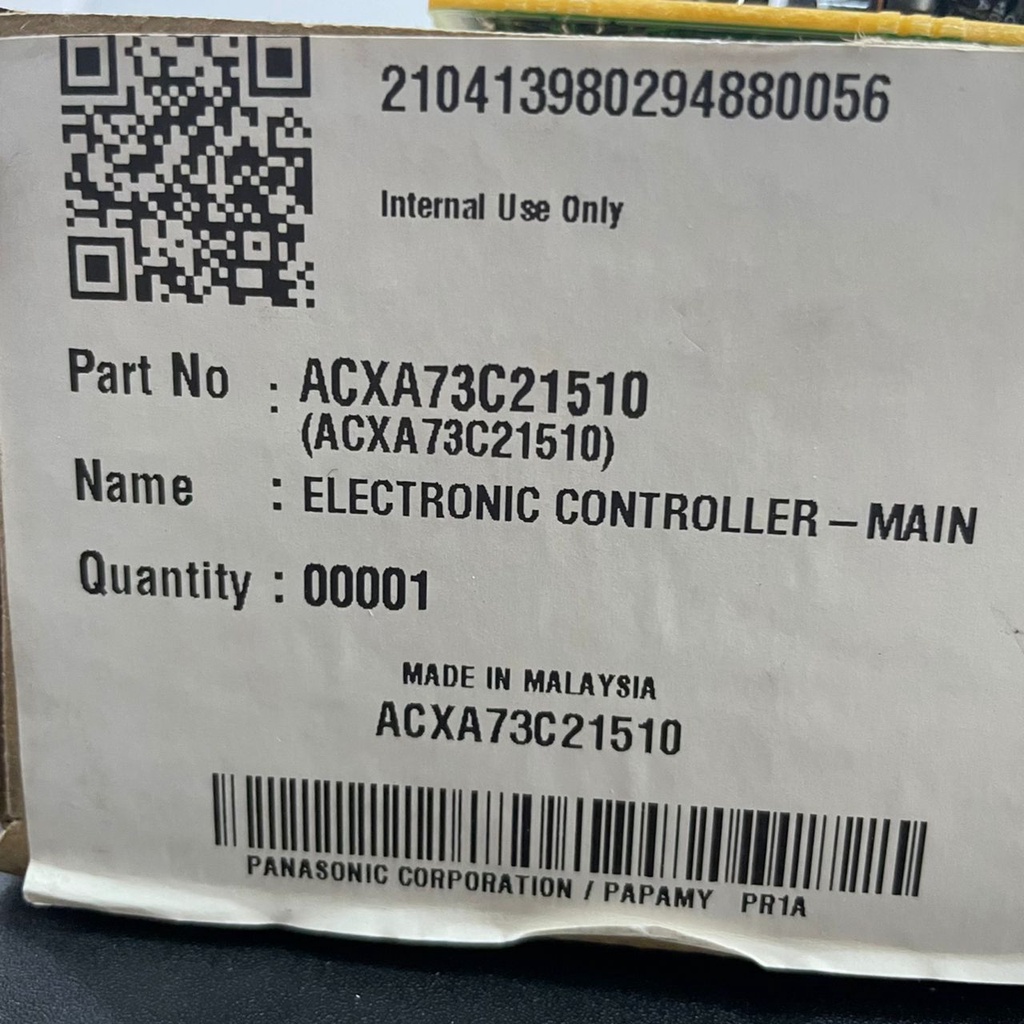 210413980294880056
Internal Use Only
Part No : ACXA73C21510
(ACXA73C21510)
Name : ELECTRONIC CONTROLLER – MAIN
Quantity : 00001
MADE IN MALAYSIA
ACXA73C21510
PANASONIC CORPORATION / PAPAMY PR1A